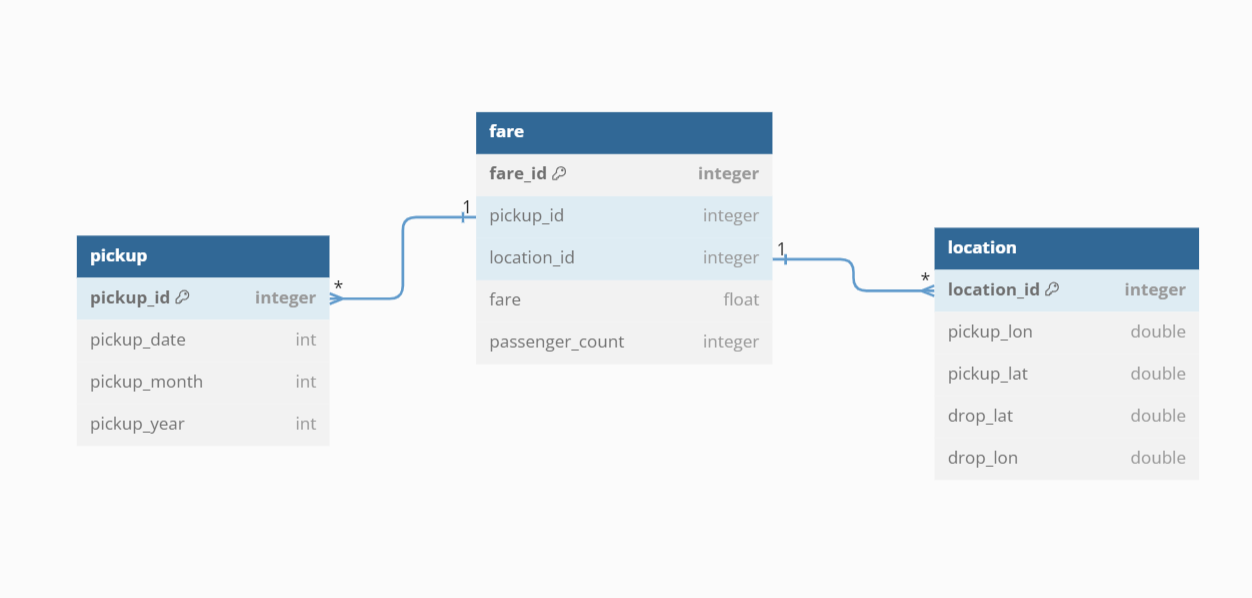 pickup
pickup_id integer
pickup_date int
pickup_month int
pickup_year int
*
1
fare
fare_id integer
pickup_id integer
location_id integer
fare float
passenger_count integer
1
*
location
location_id integer
pickup_lon double
pickup_lat double
drop_lat double
drop_lon double